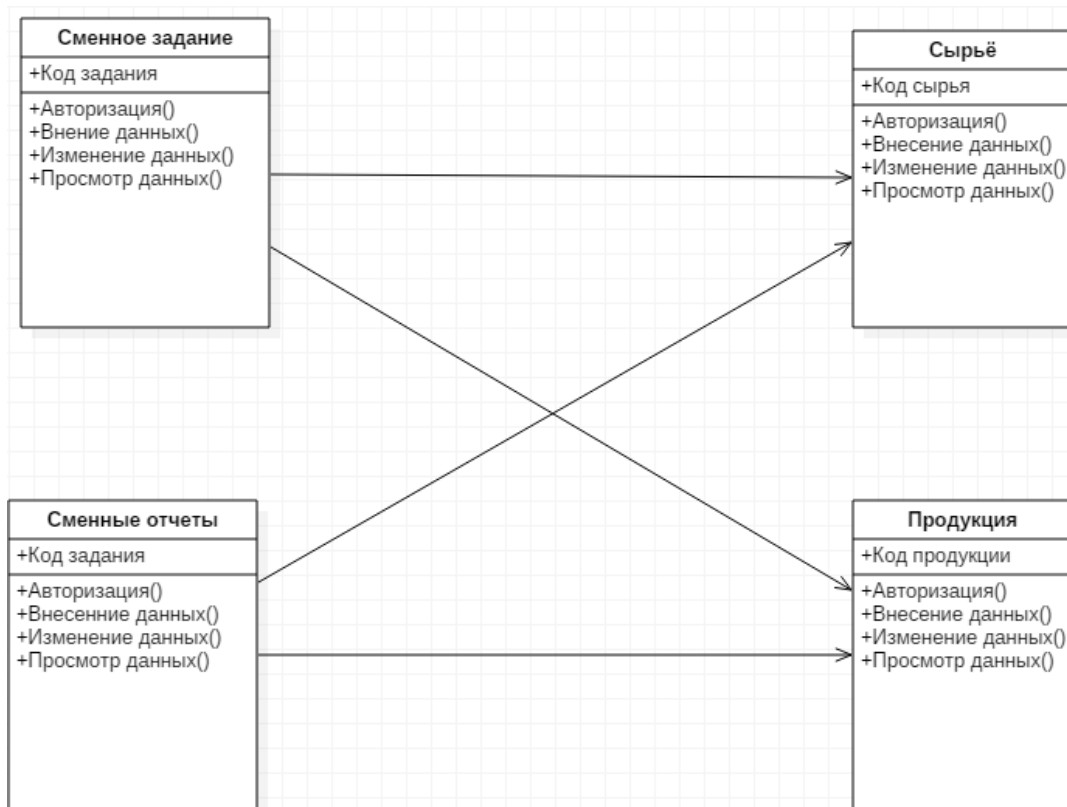 Сменное задание
+Код задания
+Авторизация()
+Внение данных()
+Изменение данных()
+Просмотр данных()
Сырьё
+Код сырья
+Авторизация()
+Внесение данных()
+Изменение данных()
+Просмотр данных()
Сменные отчеты
+Код задания
+Авторизация()
+Внесенние данных()
+Изменение данных()
+Просмотр данных()
Продукция
+Код продукции
+Авторизация()
+Внесение данных()
+Изменение данных()
+Просмотр данных()